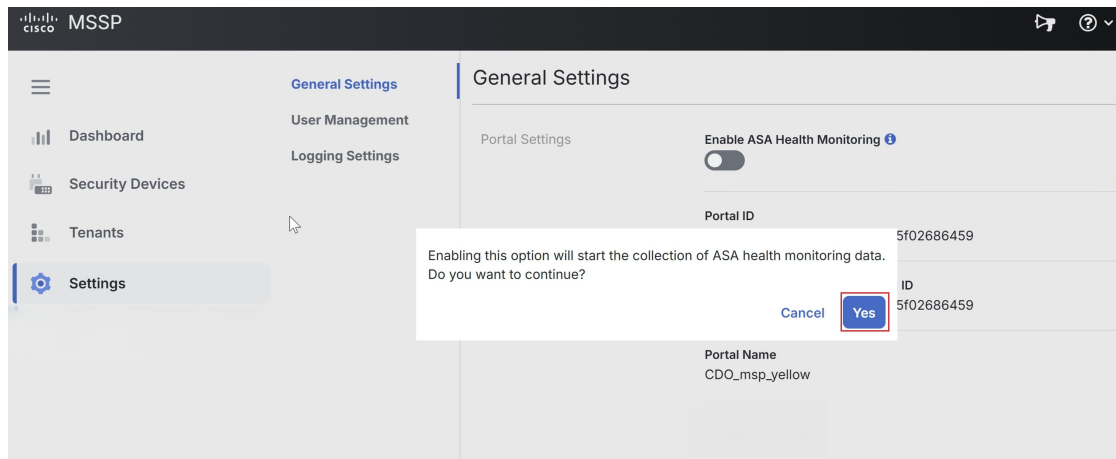 cisco MSSP
General Settings
User Management
Logging Settings
Dashboard
Security Devices
Tenants
Settings
General Settings
Portal Settings
Enable ASA Health Monitoring
Portal ID
5f02686459
ID
5f02686459
Portal Name
CDO_msp_yellow
Enabling this option will start the collection of ASA health monitoring data.
Do you want to continue?
Cancel Yes